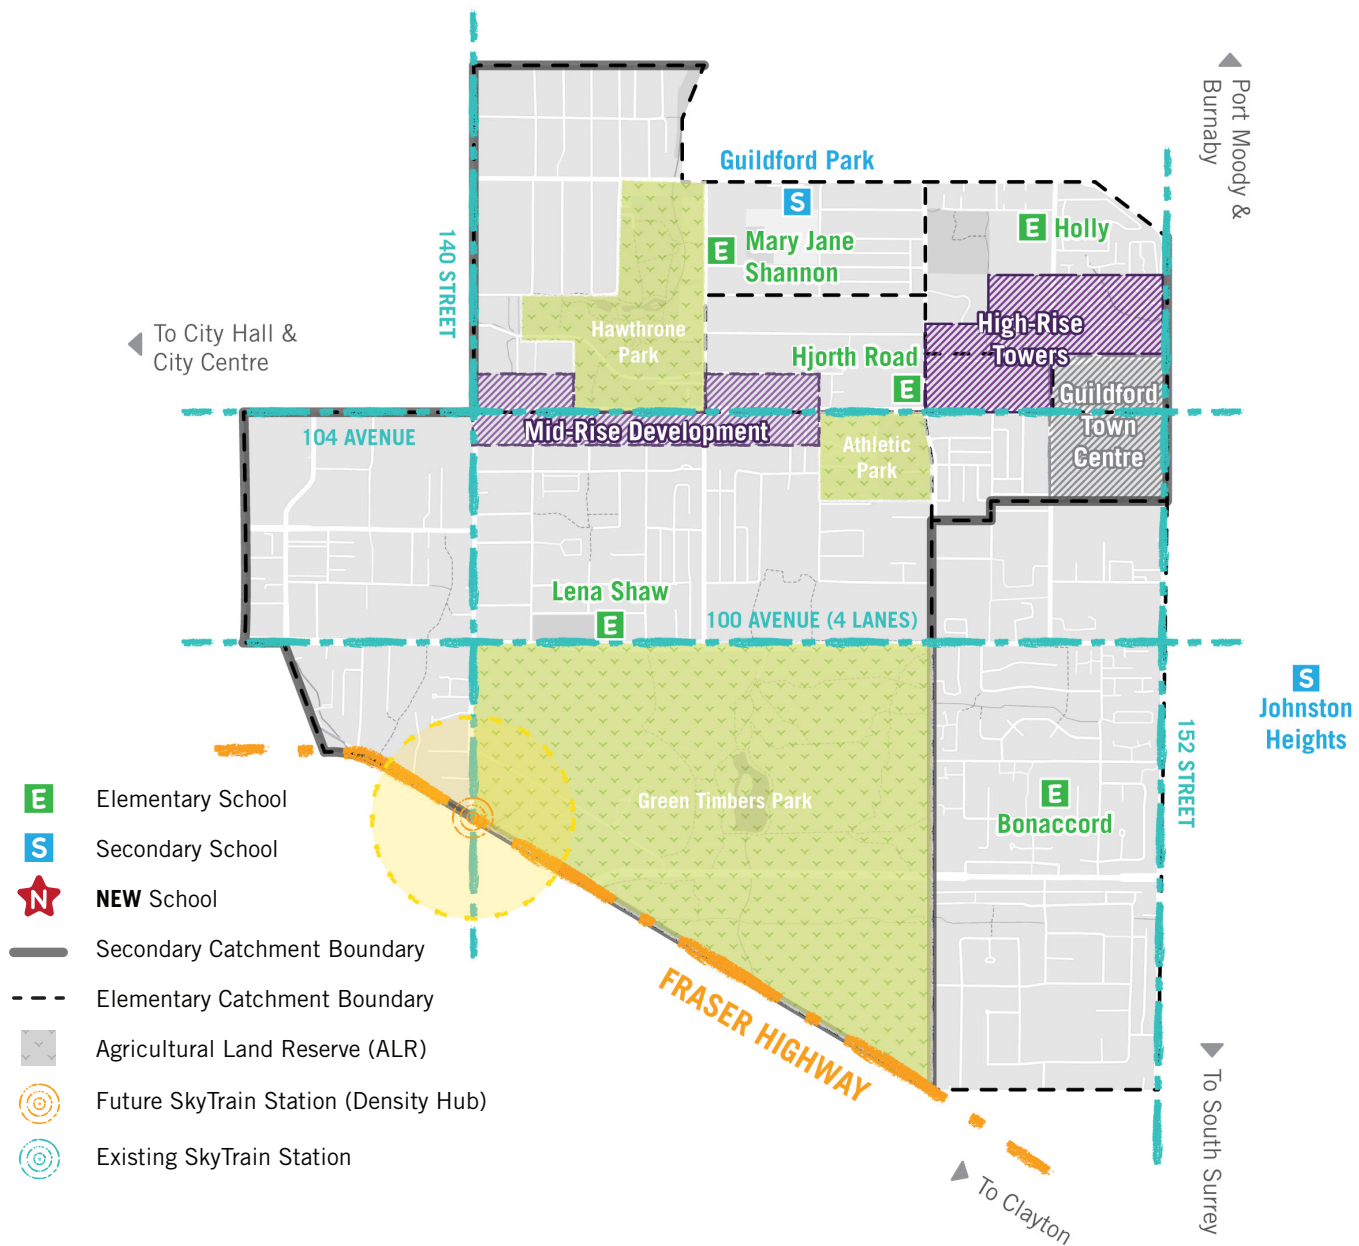 Port Moody &
Burnaby
Guildford Park
S
E
Mary Jane
Shannon
E
Holly
140 STREET
To City Hall &
City Centre
Hawthrone
Park
High-Rise
Towers
Hjorth Road
E
Guildford
Town
Centre
104 AVENUE
Mid-Rise Development
Athletic
Park
Lena Shaw
E
100 AVENUE (4 LANES)
S
Johnston
Heights
152 STREET
E
Bonaccord
Green Timbers Park
FRASER HIGHWAY
E
Elementary School
S
Secondary School
N
NEW School
Secondary Catchment Boundary
Elementary Catchment Boundary
Agricultural Land Reserve (ALR)
Future SkyTrain Station (Density Hub)
Existing SkyTrain Station
To Clayton
To South Surrey